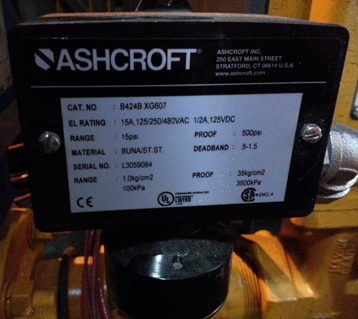 ASHCROFT
ASHCROFT INC.
250 EAST MAIN STREET
STRATFORD, CT 06614 U.S.A.
www.ashcroft.com
CAT. NO : B424B XG607
EL RATING : 15A,125/250/480VAC 1/2A,125VDC
RANGE : 15psi PROOF : 500psi
MATERIAL : BUNA/ST.ST. DEADBAND : .5-1.5
SERIAL NO. : L3059084
RANGE : 1.0kg/cm2 PROOF : 35kg/cm2
100kPa 3500kPa
CE UL LISTED